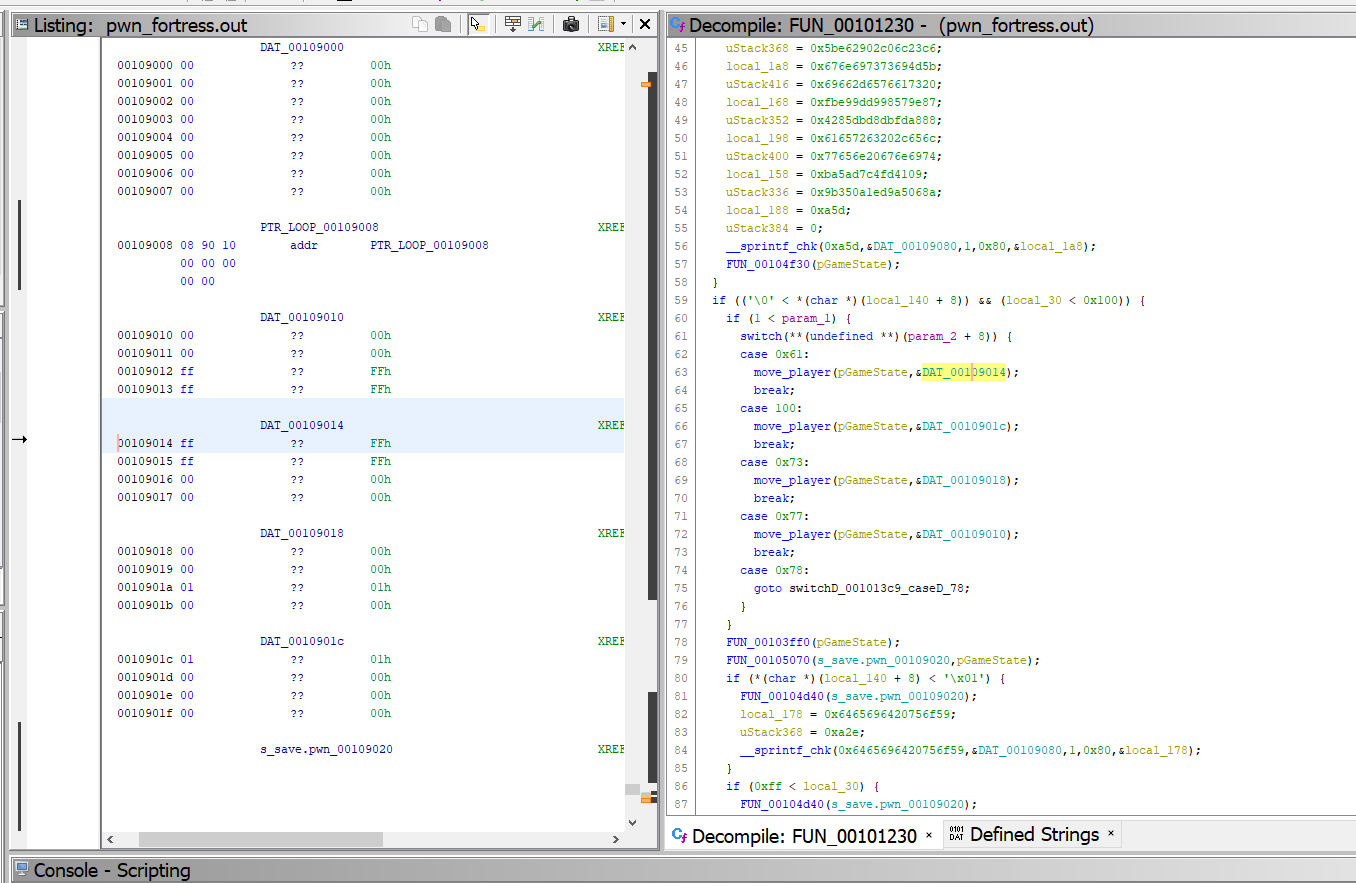 Listing: pwn_fortress.out
DAT_00109000 XREF
00109000 00 ?? 00h
00109001 00 ?? 00h
00109002 00 ?? 00h
00109003 00 ?? 00h
00109004 00 ?? 00h
00109005 00 ?? 00h
00109006 00 ?? 00h
00109007 00 ?? 00h
PTR_LOOP_00109008 XREF
00109008 08 90 10 addr PTR_LOOP_00109008
00 00 00
00 00
DAT_00109010 XREF
00109010 00 ?? 00h
00109011 00 ?? 00h
00109012 ff ?? FFh
00109013 ff ?? FFh
DAT_00109014 XREF
00109014 ff ?? FFh
00109015 ff ?? FFh
00109016 00 ?? 00h
00109017 00 ?? 00h
DAT_00109018 XREF
00109018 00 ?? 00h
00109019 00 ?? 00h
0010901a 01 ?? 01h
0010901b 00 ?? 00h
DAT_0010901c XREF
0010901c 01 ?? 01h
0010901d 00 ?? 00h
0010901e 00 ?? 00h
0010901f 00 ?? 00h
s_save.pwn_00109020 XREF
Decompile: FUN_00101230 - (pwn_fortress.out)
45 uStack368 = 0x5be62902c06c23c6;
46 local_1a8 = 0x676e697373694d5b;
47 uStack416 = 0x69662d6576617320;
48 local_168 = 0xfbe99dd998579e87;
49 uStack352 = 0x4285dbd8dbfda888;
50 local_198 = 0x61657263202c656c;
51 uStack400 = 0x77656e20676e6974;
52 local_158 = 0xba5ad7c4fd4109;
53 uStack336 = 0x9b350a1ed9a5068a;
54 local_188 = 0xa5d;
55 uStack384 = 0;
56 __sprintf_chk(0xa5d,&DAT_00109080,1,0x80,&local_1a8);
57 FUN_00104f30(pGameState);
58 }
59 if (('\0' < *(char *)(local_140 + 8)) && (local_30 < 0x100)) {
60 if (1 < param_1) {
61 switch(**(undefined **)(param_2 + 8)) {
62 case 0x61:
63 move_player(pGameState,&DAT_00109014);
64 break;
65 case 100:
66 move_player(pGameState,&DAT_0010901c);
67 break;
68 case 0x73:
69 move_player(pGameState,&DAT_00109018);
70 break;
71 case 0x77:
72 move_player(pGameState,&DAT_00109010);
73 break;
74 case 0x78:
75 goto switchD_001013c9_caseD_78;
76 }
77 }
78 FUN_00103ff0(pGameState);
79 FUN_00105070(s_save.pwn_00109020,pGameState);
80 if (*(char *)(local_140 + 8) < '\x01') {
81 FUN_00104d40(s_save.pwn_00109020);
82 local_178 = 0x6465696420756f59;
83 uStack368 = 0xa2e;
84 __sprintf_chk(0x6465696420756f59,&DAT_00109080,1,0x80,&local_178);
85 }
86 if (0xff < local_30) {
87 FUN_00104d40(s_save.pwn_00109020);
Decompile: FUN_00101230 ×
Defined Strings ×
Console - Scripting